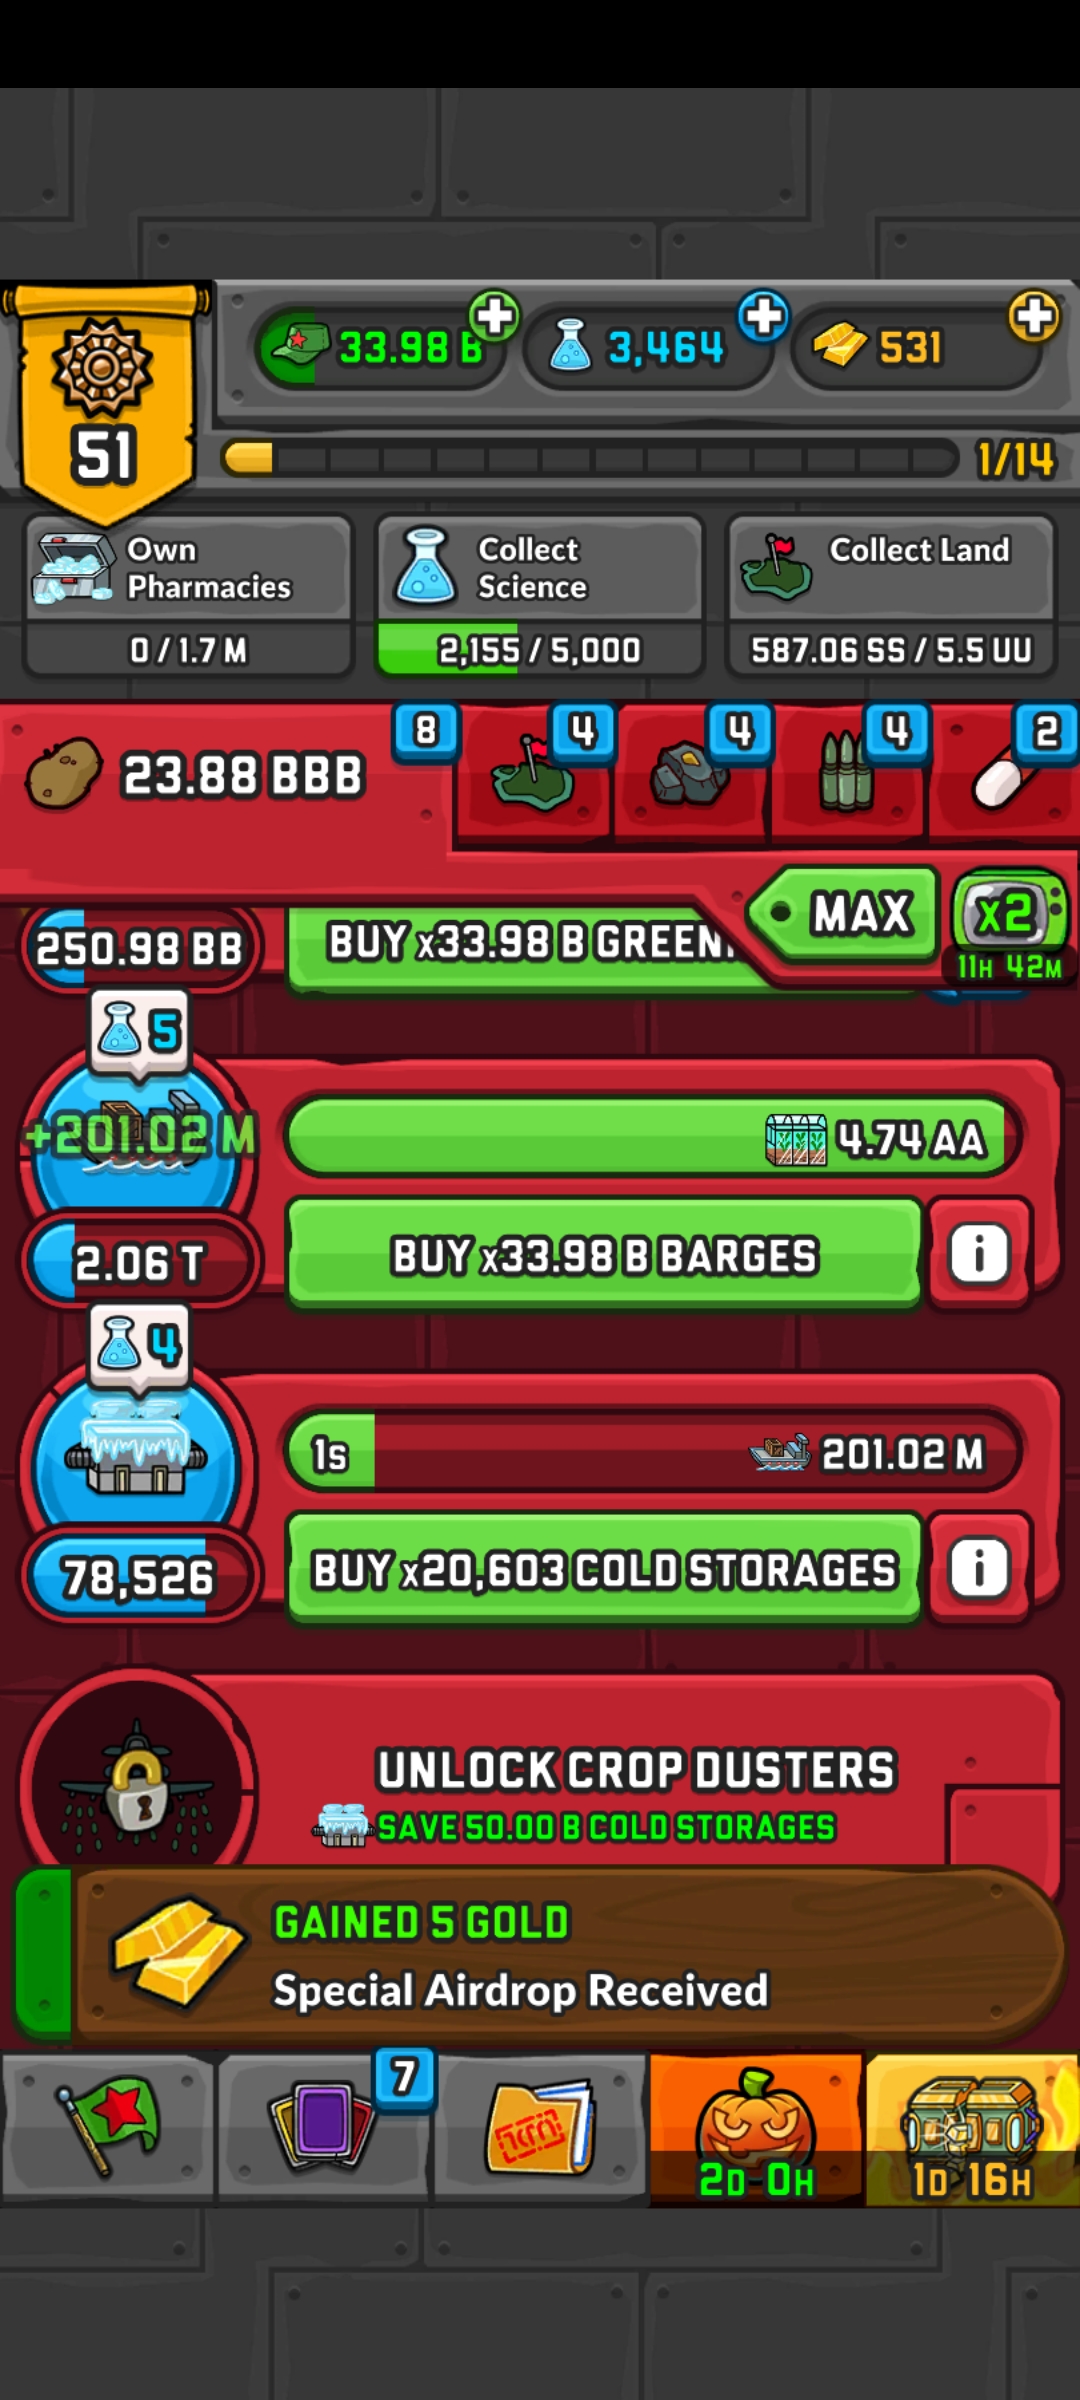 33.98 B
3,464
531
51
1/14
Own
Pharmacies
Collect
Science
Collect Land
0 / 1.7 M
2,155 / 5,000
587.06 SS / 5.5 UU
8
4
4
4
2
23.88 BBB
MAX
x2
11H 42M
250.98 BB
BUY x33.98 B GREEN
5
+201.02 M
4.74 AA
2.06 T
BUY x33.98 B BARGES
i
4
1s
201.02 M
78,526
BUY x20,603 COLD STORAGES
i
UNLOCK CROP DUSTERS
SAVE 50.00 B COLD STORAGES
GAINED 5 GOLD
Special Airdrop Received
7
2D 0H
1D 16H